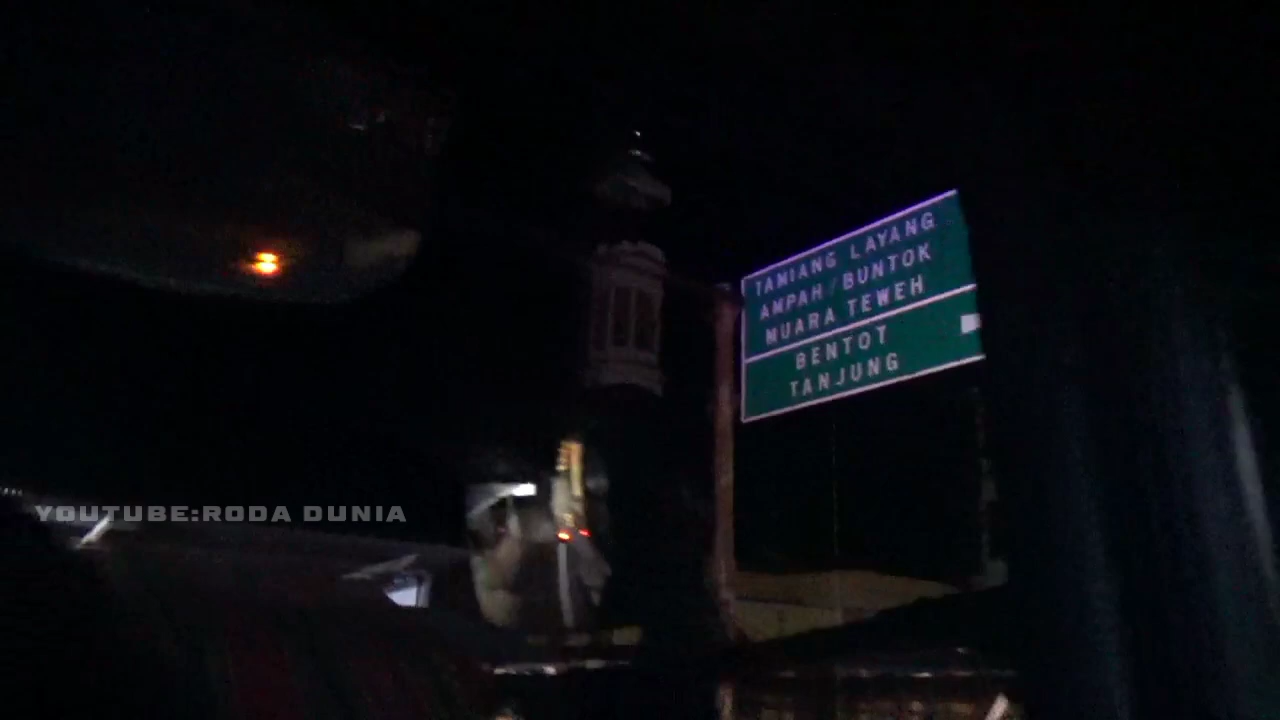 TAMIANG LAYANG
AMPAH / BUNTOK
MUARA TEWEH
BENTOT
TANJUNG
YOUTUBE:RODA DUNIA